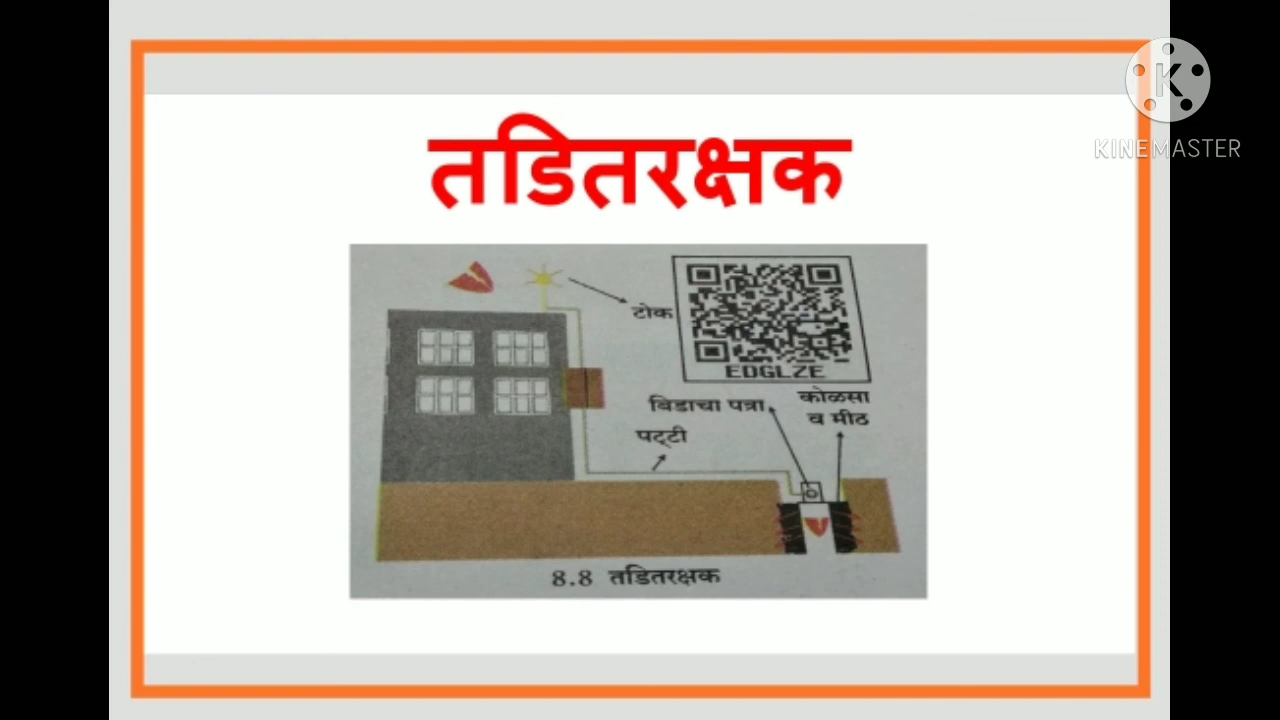 तडितरक्षक
KINEMASTER
टोक
EDGLZE
कोळसा
व मीठ
बिडाचा पत्रा
पट्टी
8.8 तडितरक्षक